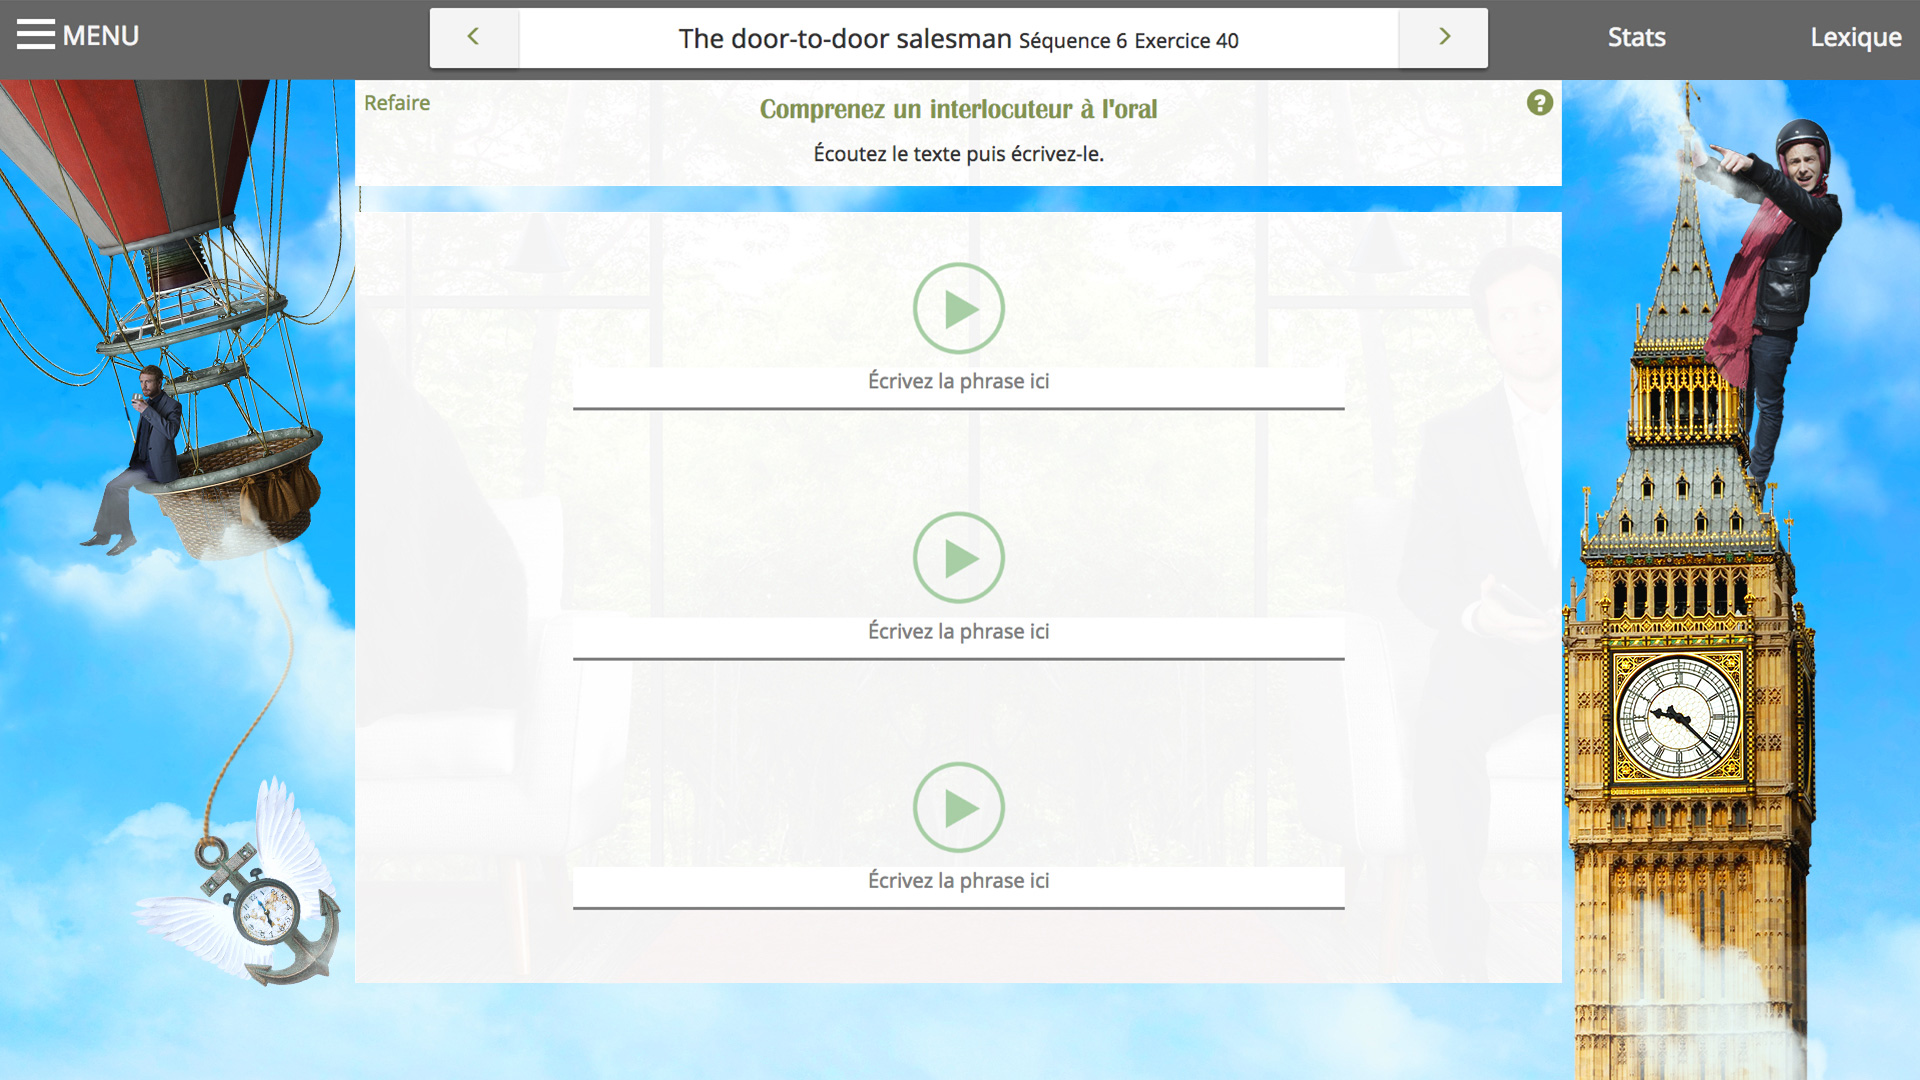 MENU
The door-to-door salesman Séquence 6 Exercice 40
Stats
Lexique
Refaire
Comprenez un interlocuteur à l'oral
?
Écoutez le texte puis écrivez-le.
Écrivez la phrase ici
Écrivez la phrase ici
Écrivez la phrase ici